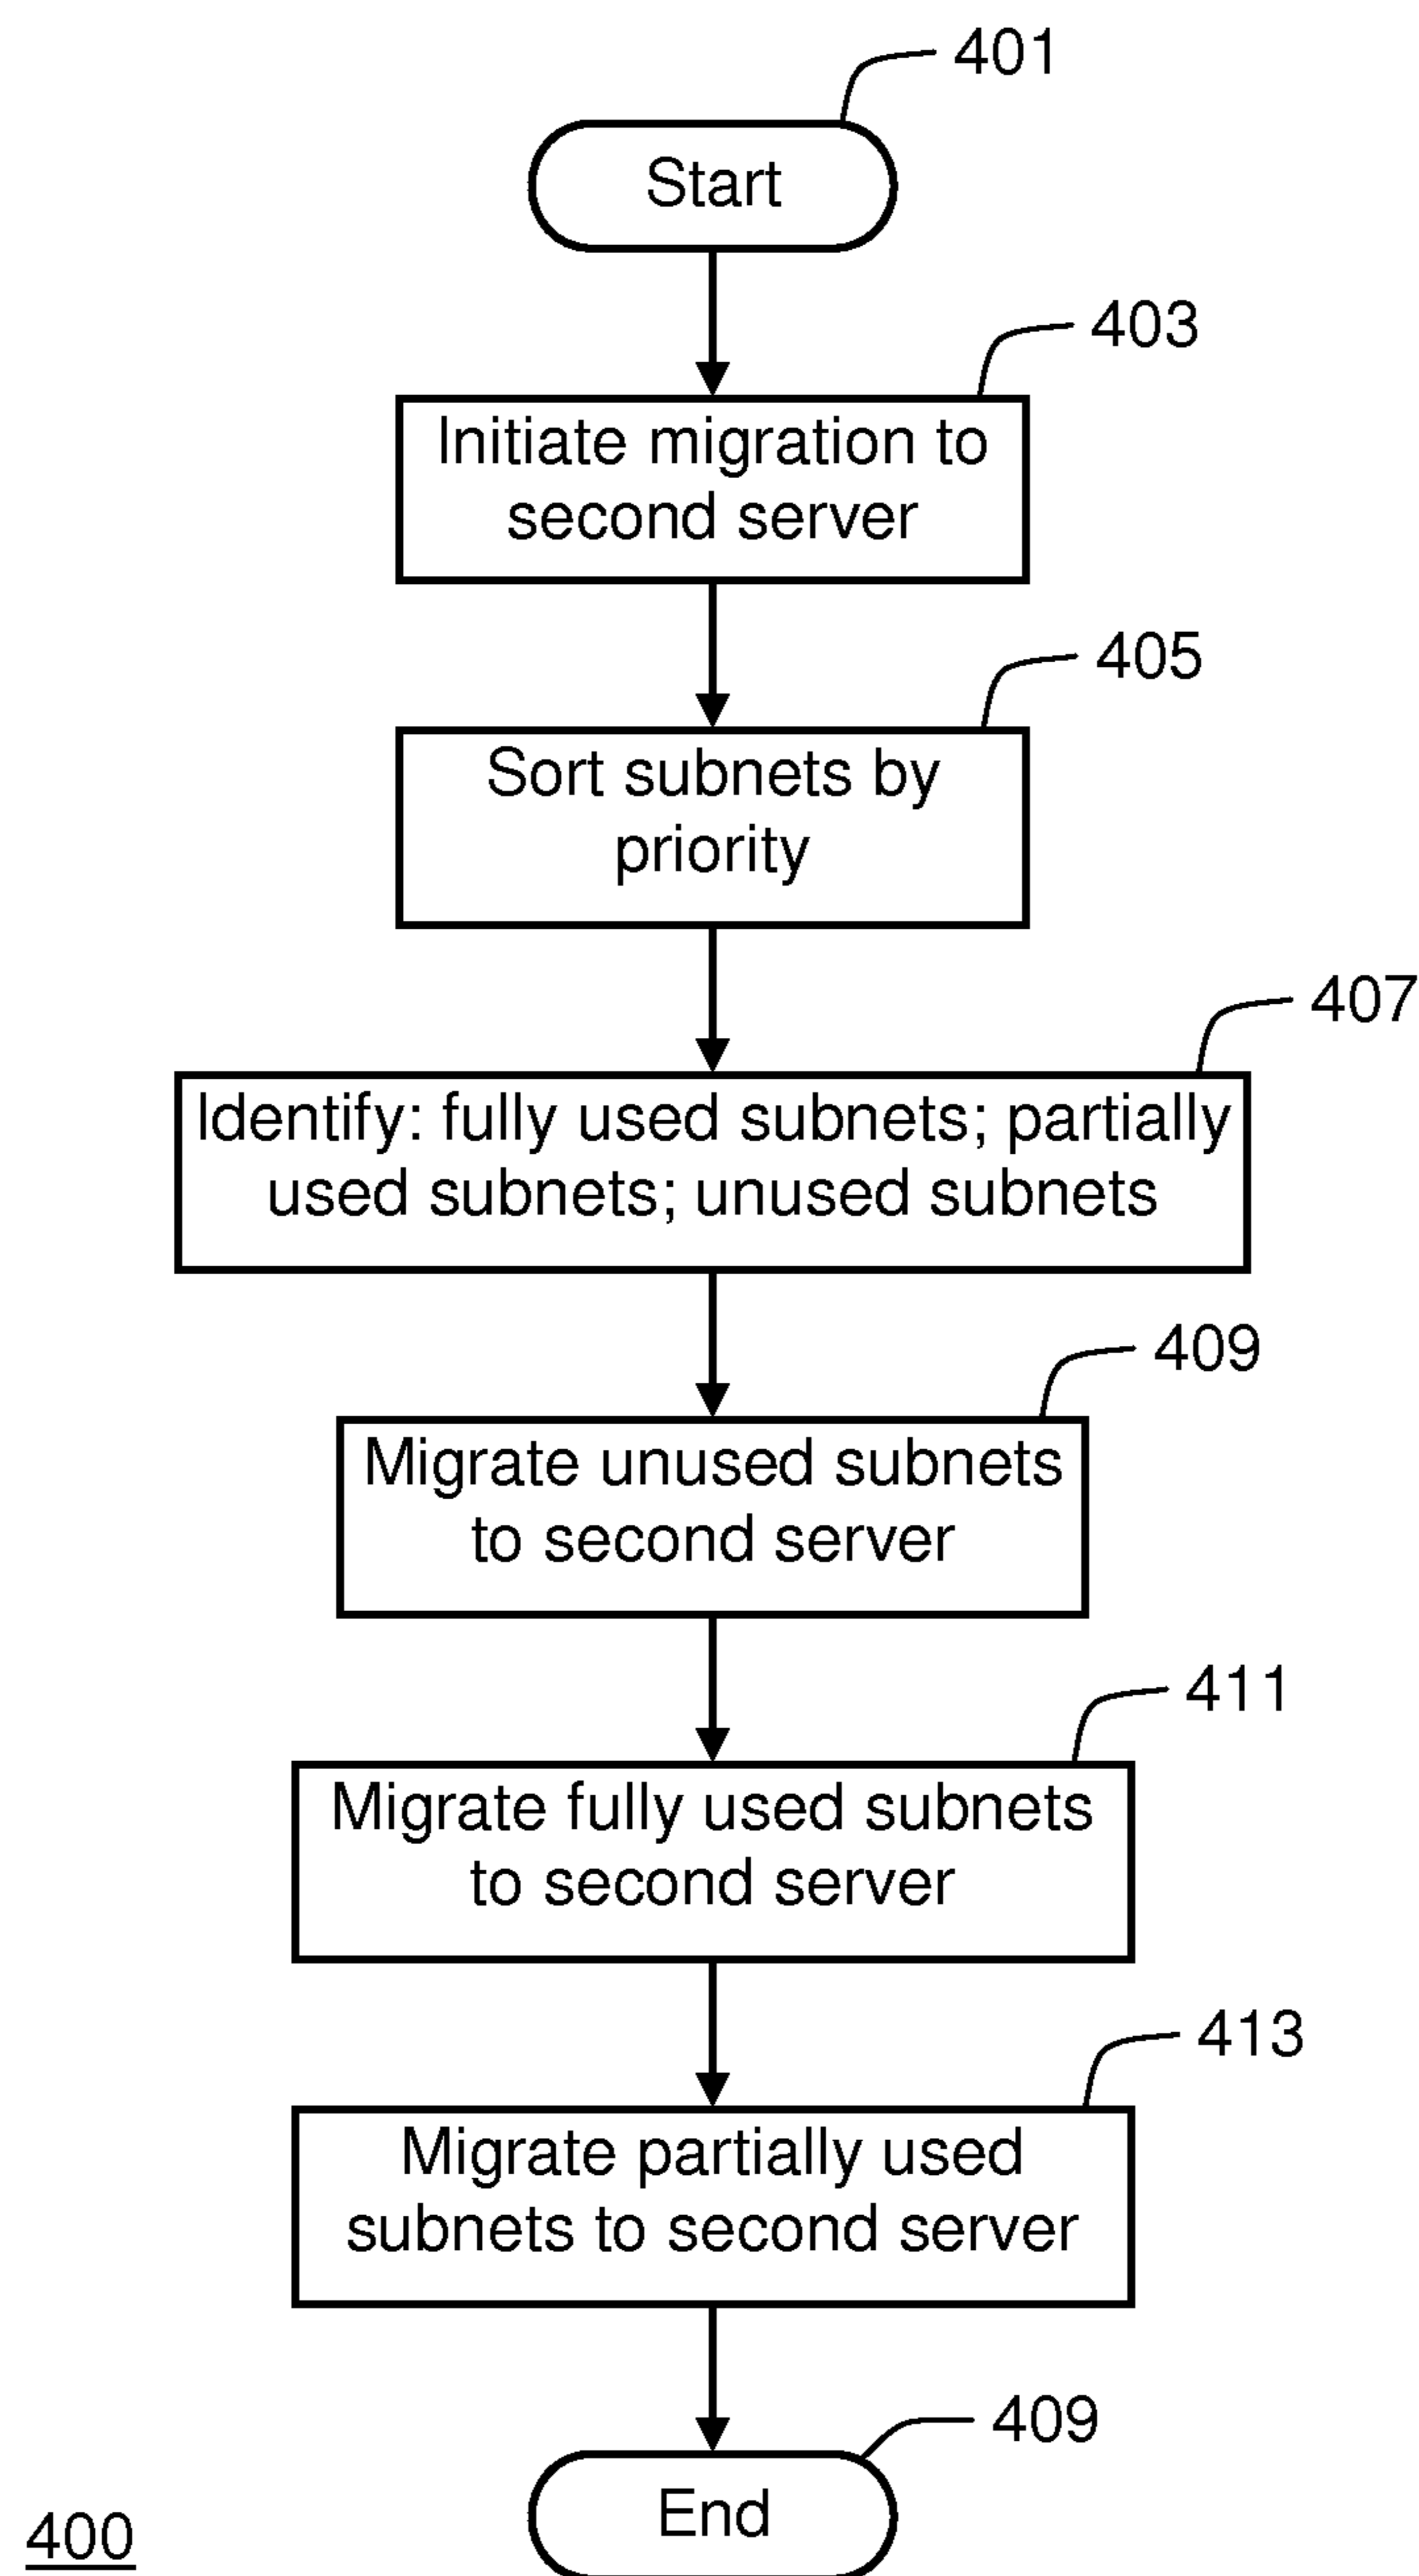 401
Start
403
Initiate migration to
second server
405
Sort subnets by
priority
407
Identify: fully used subnets; partially
used subnets; unused subnets
409
Migrate unused subnets
to second server
411
Migrate fully used subnets
to second server
413
Migrate partially used
subnets to second server
409
End
400